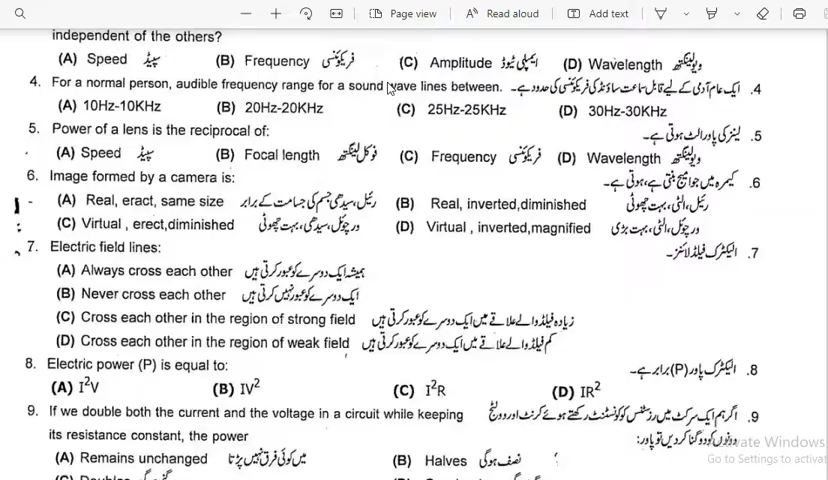 Page view
Read aloud
Add text
independent of the others?
(A) Speed سپیڈ (B) Frequency فریکوئنسی (C) Amplitude ایمپلی ٹیوڈ (D) Wavelength ویولینگتھ
4. For a normal person, audible frequency range for a sound wave lines between. ایک عام آدمی کے لیے قابل سماعت ساؤنڈ کی فریکوئنسی کی حدود ہے۔ .4
(A) 10Hz-10KHz (B) 20Hz-20KHz (C) 25Hz-25KHz (D) 30Hz-30KHz
5. Power of a lens is the reciprocal of: لینز کی پاور الٹ ہوتی ہے۔ .5
(A) Speed سپیڈ (B) Focal length فوکل لینگتھ (C) Frequency فریکوئنسی (D) Wavelength ویولینگتھ
6. Image formed by a camera is: کیمرہ میں جو امیج بنتی ہے، ہوتی ہے۔ .6
(A) Real, eract, same size رئیل، سیدھی جسم کی جسامت کے برابر (B) Real, inverted,diminished رئیل، الٹی، بہت چھوٹی
(C) Virtual , erect,diminished ورچوئل، سیدھی، بہت چھوٹی (D) Virtual , inverted,magnified ورچوئل، الٹی، بہت بڑی
7. Electric field lines: الیکٹرک فیلڈ لائنز۔ .7
(A) Always cross each other ہمیشہ ایک دوسرے کو عبور کرتی ہیں
(B) Never cross each other ایک دوسرے کو عبور نہیں کرتی ہیں
(C) Cross each other in the region of strong field زیادہ فیلڈ والے علاقے میں ایک دوسرے کو عبور کرتی ہیں
(D) Cross each other in the region of weak field کم فیلڈ والے علاقے میں ایک دوسرے کو عبور کرتی ہیں
8. Electric power (P) is equal to: الیکٹرک پاور (P) برابر ہے۔ .8
(A) I²V (B) IV² (C) I²R (D) IR²
9. If we double both the current and the voltage in a circuit while keeping اگر ہم ایک سرکٹ میں رزسٹنس کو کونسٹنٹ رکھتے ہوئے کرنٹ اور وولٹیج .9
its resistance constant, the power دونوں کو دوگنا کر دیں تو پاور:
Activate Windows
Go to Settings to activat
(A) Remains unchanged میں کوئی فرق نہیں پڑتا (B) Halves نصف ہوگی